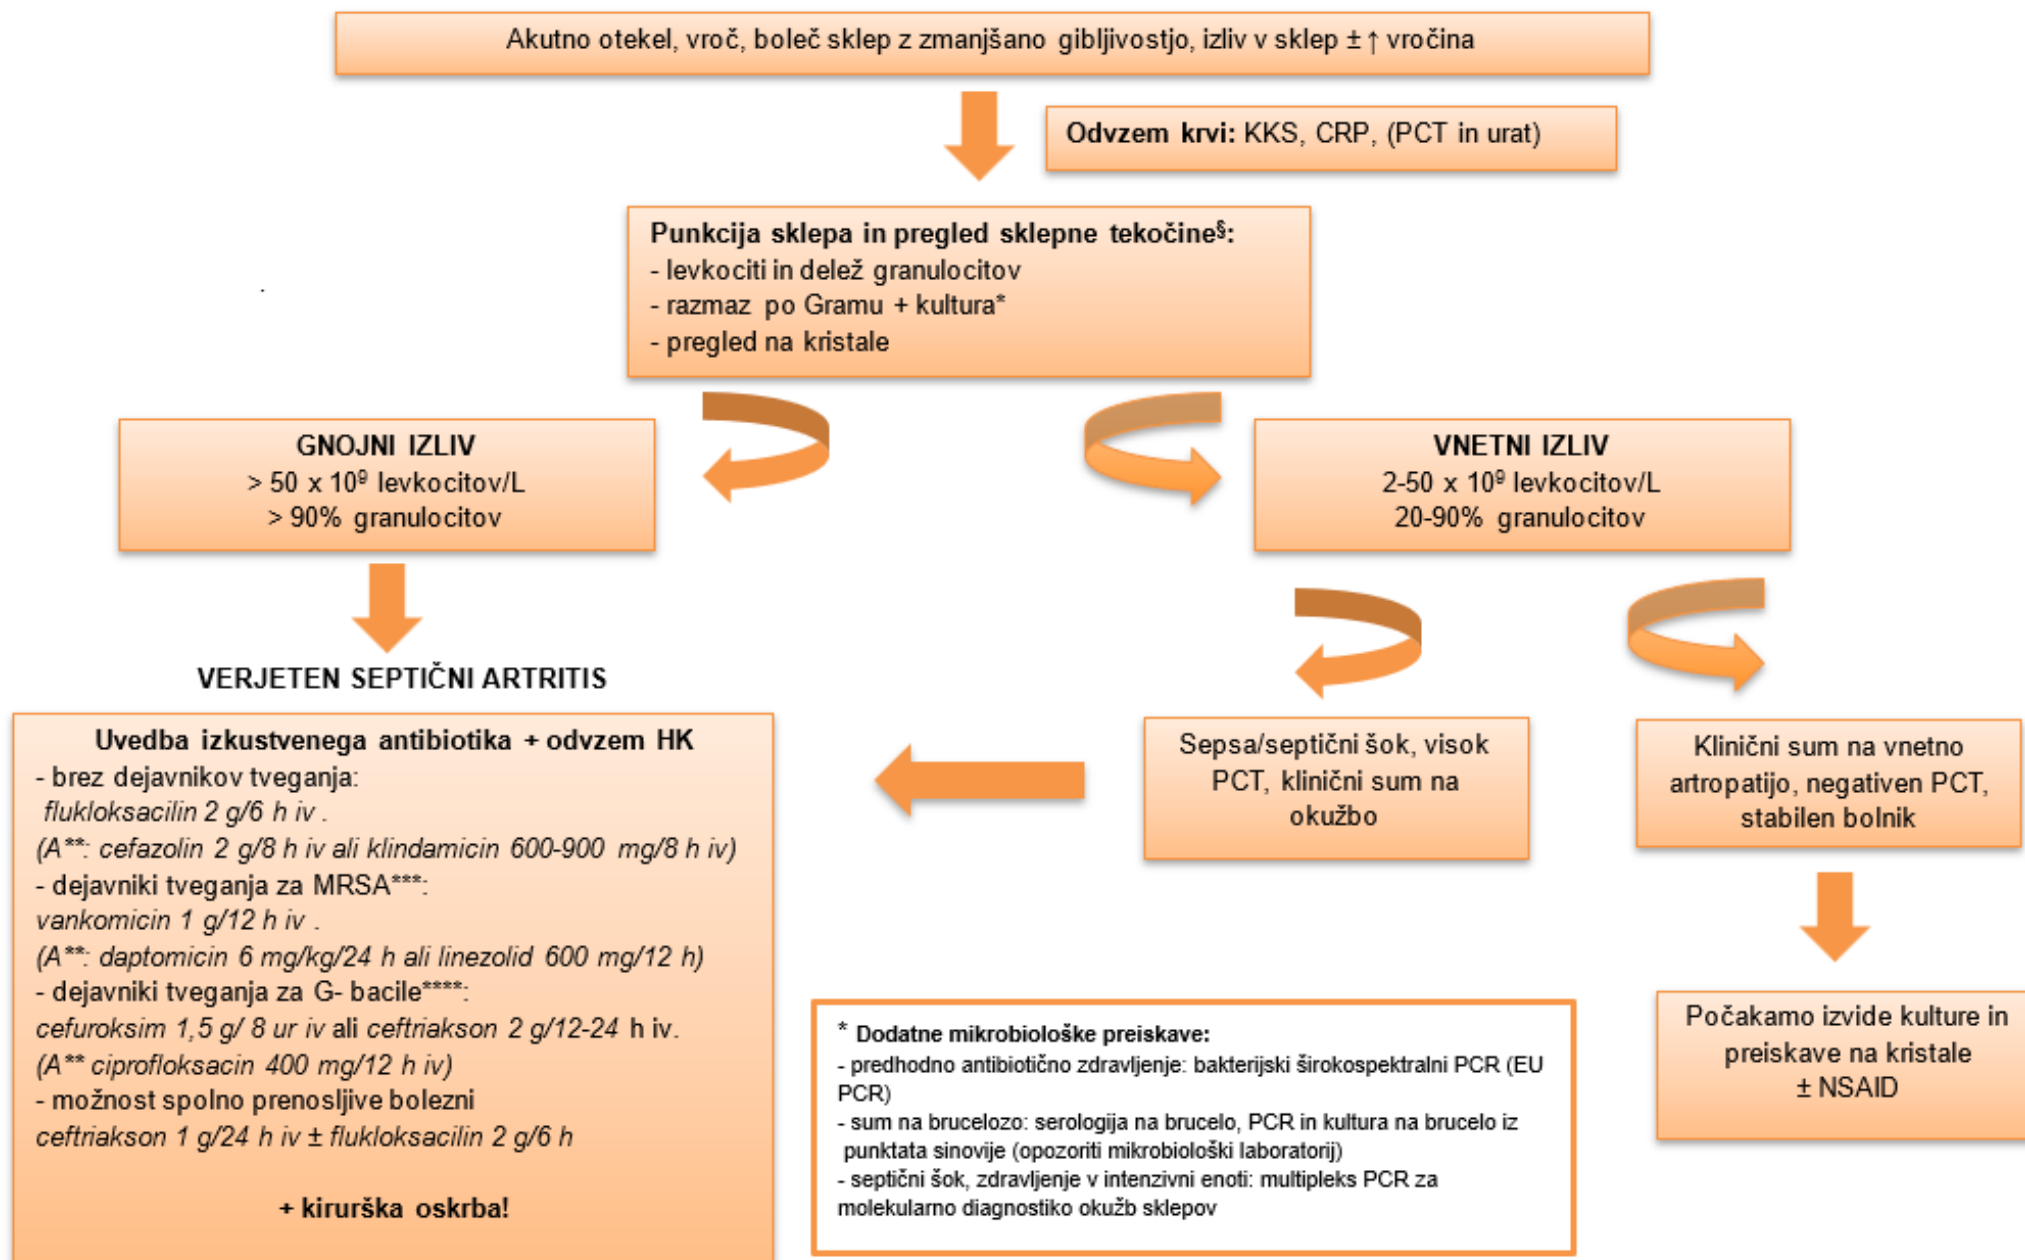 Akutno otekel, vroč, boleč sklep z zmanjšano gibljivostjo, izliv v sklep ± ↑ vročina
Odvzem krvi: KKS, CRP, (PCT in urat)
Punkcija sklepa in pregled sklepne tekočine§:
- levkociti in delež granulocitov
- razmaz po Gramu + kultura*
- pregled na kristale
GNOJNI IZLIV
> 50 x 10⁹ levkocitov/L
> 90% granulocitov
VNETNI IZLIV
2-50 x 10⁹ levkocitov/L
20-90% granulocitov
VERJETEN SEPTIČNI ARTRITIS
Uvedba izkustvenega antibiotika + odvzem HK
- brez dejavnikov tveganja:
flukloksacilin 2 g/6 h iv .
(A**: cefazolin 2 g/8 h iv ali klindamicin 600-900 mg/8 h iv)
- dejavniki tveganja za MRSA***:
vankomicin 1 g/12 h iv .
(A**: daptomicin 6 mg/kg/24 h ali linezolid 600 mg/12 h)
- dejavniki tveganja za G- bacile****:
cefuroksim 1,5 g/ 8 ur iv ali ceftriakson 2 g/12-24 h iv.
(A** ciprofloksacin 400 mg/12 h iv)
- možnost spolno prenosljive bolezni
ceftriakson 1 g/24 h iv ± flukloksacilin 2 g/6 h
+ kirurška oskrba!
Sepsa/septični šok, visok
PCT, klinični sum na
okužbo
Klinični sum na vnetno
artropatijo, negativen PCT,
stabilen bolnik
Počakamo izvide kulture in
preiskave na kristale
± NSAID
* Dodatne mikrobiološke preiskave:
- predhodno antibiotično zdravljenje: bakterijski širokospektralni PCR (EU
PCR)
- sum na brucelozo: serologija na brucelo, PCR in kultura na brucelo iz
punktata sinovije (opozoriti mikrobiološki laboratorij)
- septični šok, zdravljenje v intenzivni enoti: multipleks PCR za
molekularno diagnostiko okužb sklepov